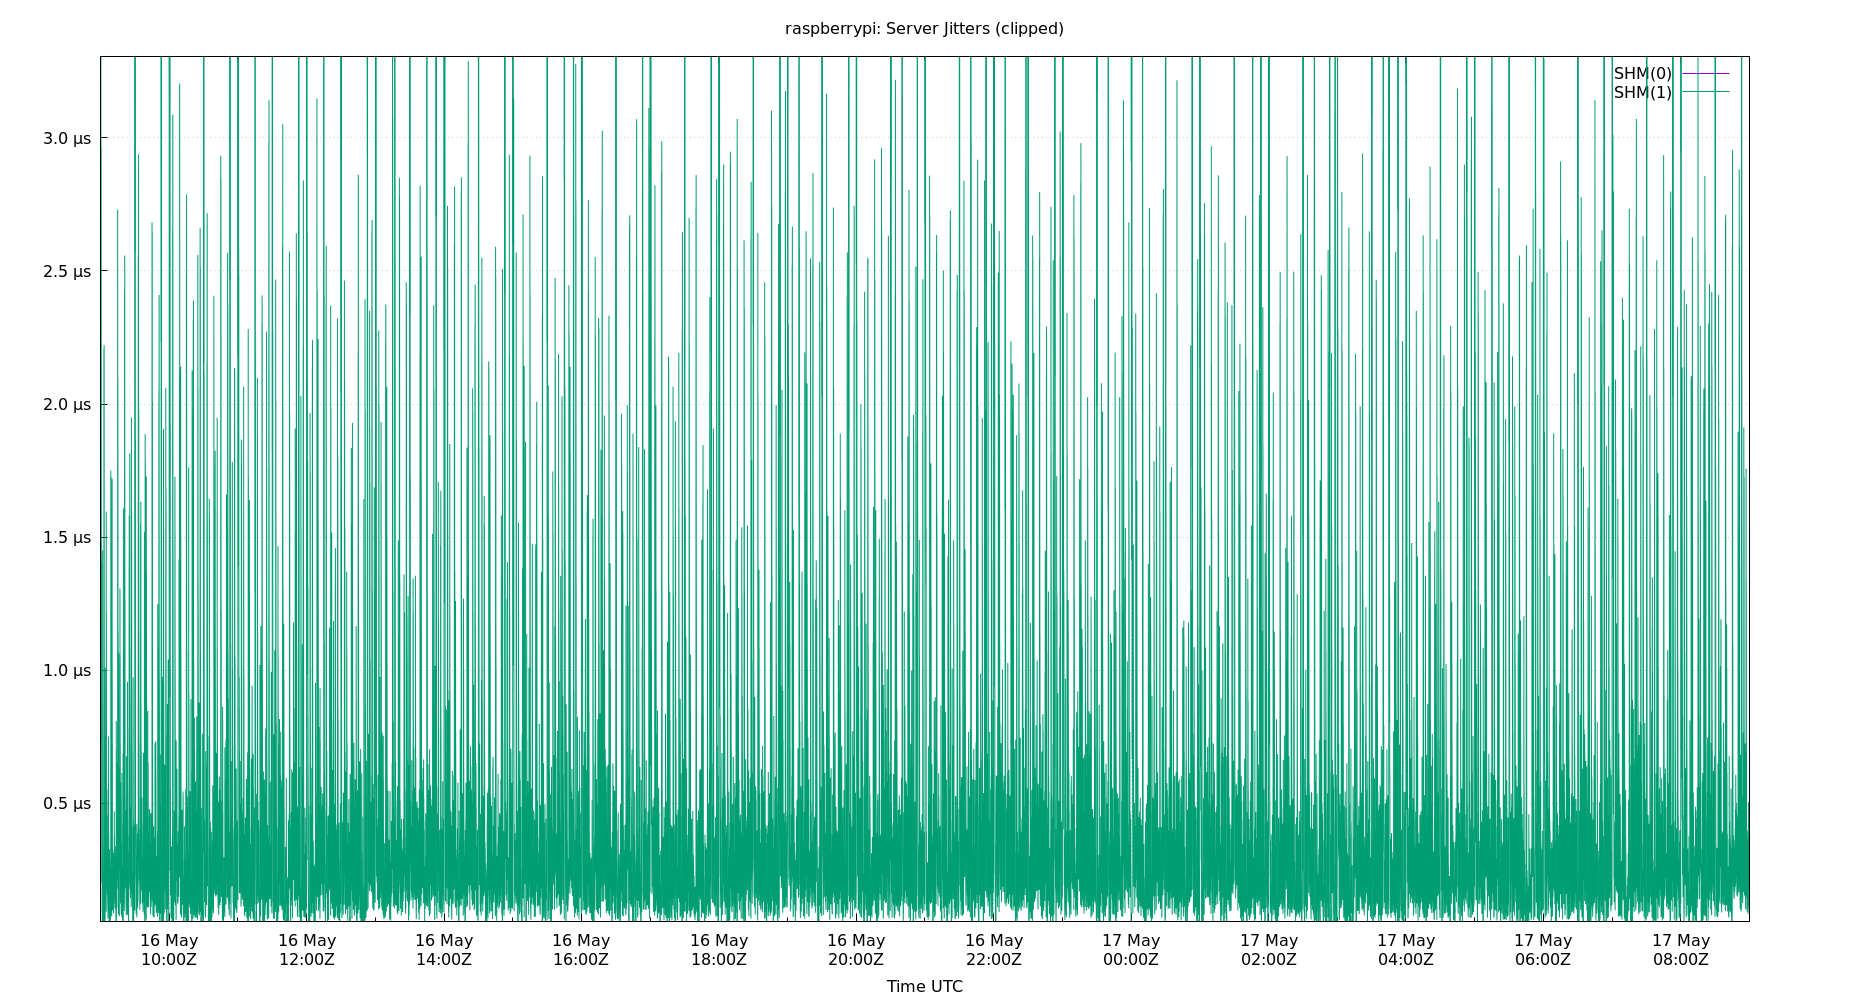 raspberrypi: Server Jitters (clipped)
SHM(0)
SHM(1)
3.0 µs
2.5 µs
2.0 µs
1.5 µs
1.0 µs
0.5 µs
16 May 16 May 16 May 16 May 16 May 16 May 16 May 17 May 17 May 17 May 17 May 17 May
10:00Z 12:00Z 14:00Z 16:00Z 18:00Z 20:00Z 22:00Z 00:00Z 02:00Z 04:00Z 06:00Z 08:00Z
Time UTC